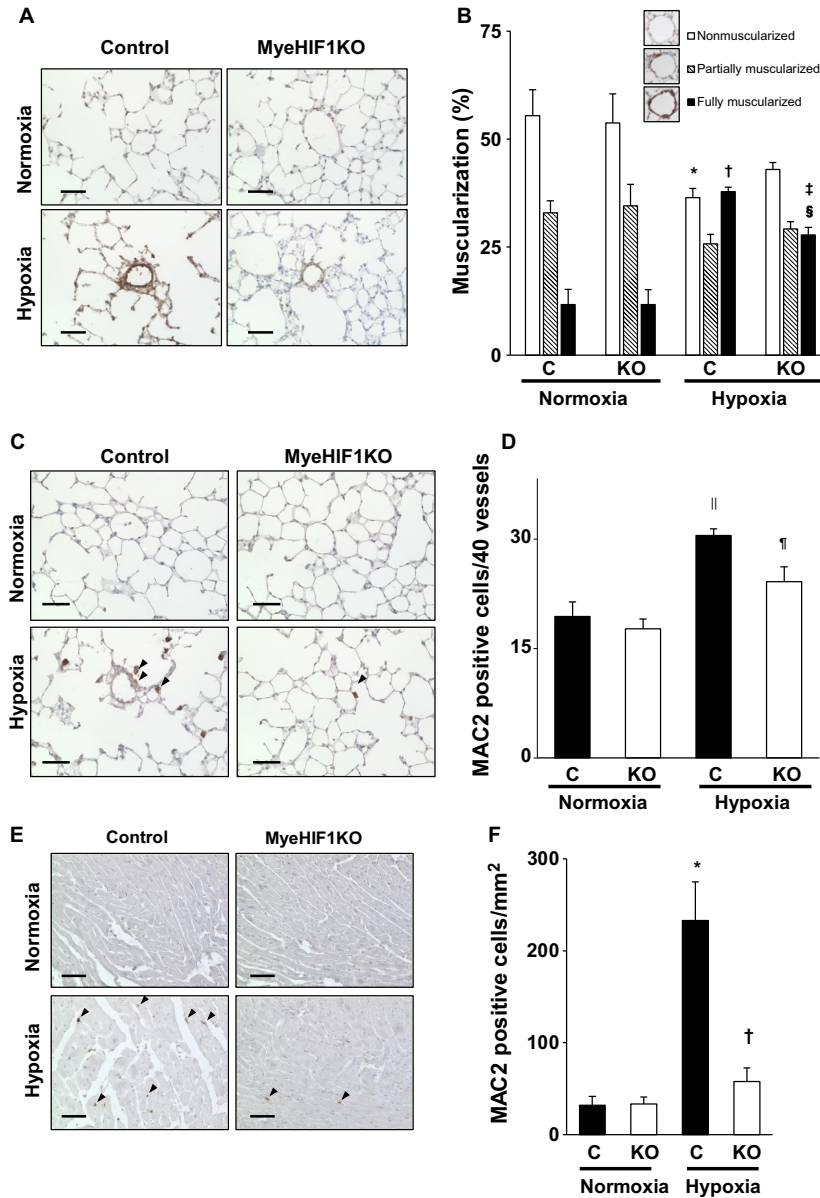 A
Control
MyeHIF1KO
Normoxia
Hypoxia
B
Muscularization (%)
75
50
25
0
Nonmuscularized
Partially muscularized
Fully muscularized
*
†
‡
§
C
KO
C
KO
Normoxia
Hypoxia
C
Control
MyeHIF1KO
Normoxia
Hypoxia
D
MAC2 positive cells/40 vessels
30
15
0
||
¶
C
KO
C
KO
Normoxia
Hypoxia
E
Control
MyeHIF1KO
Normoxia
Hypoxia
F
MAC2 positive cells/mm²
300
200
100
0
*
†
C
KO
C
KO
Normoxia
Hypoxia